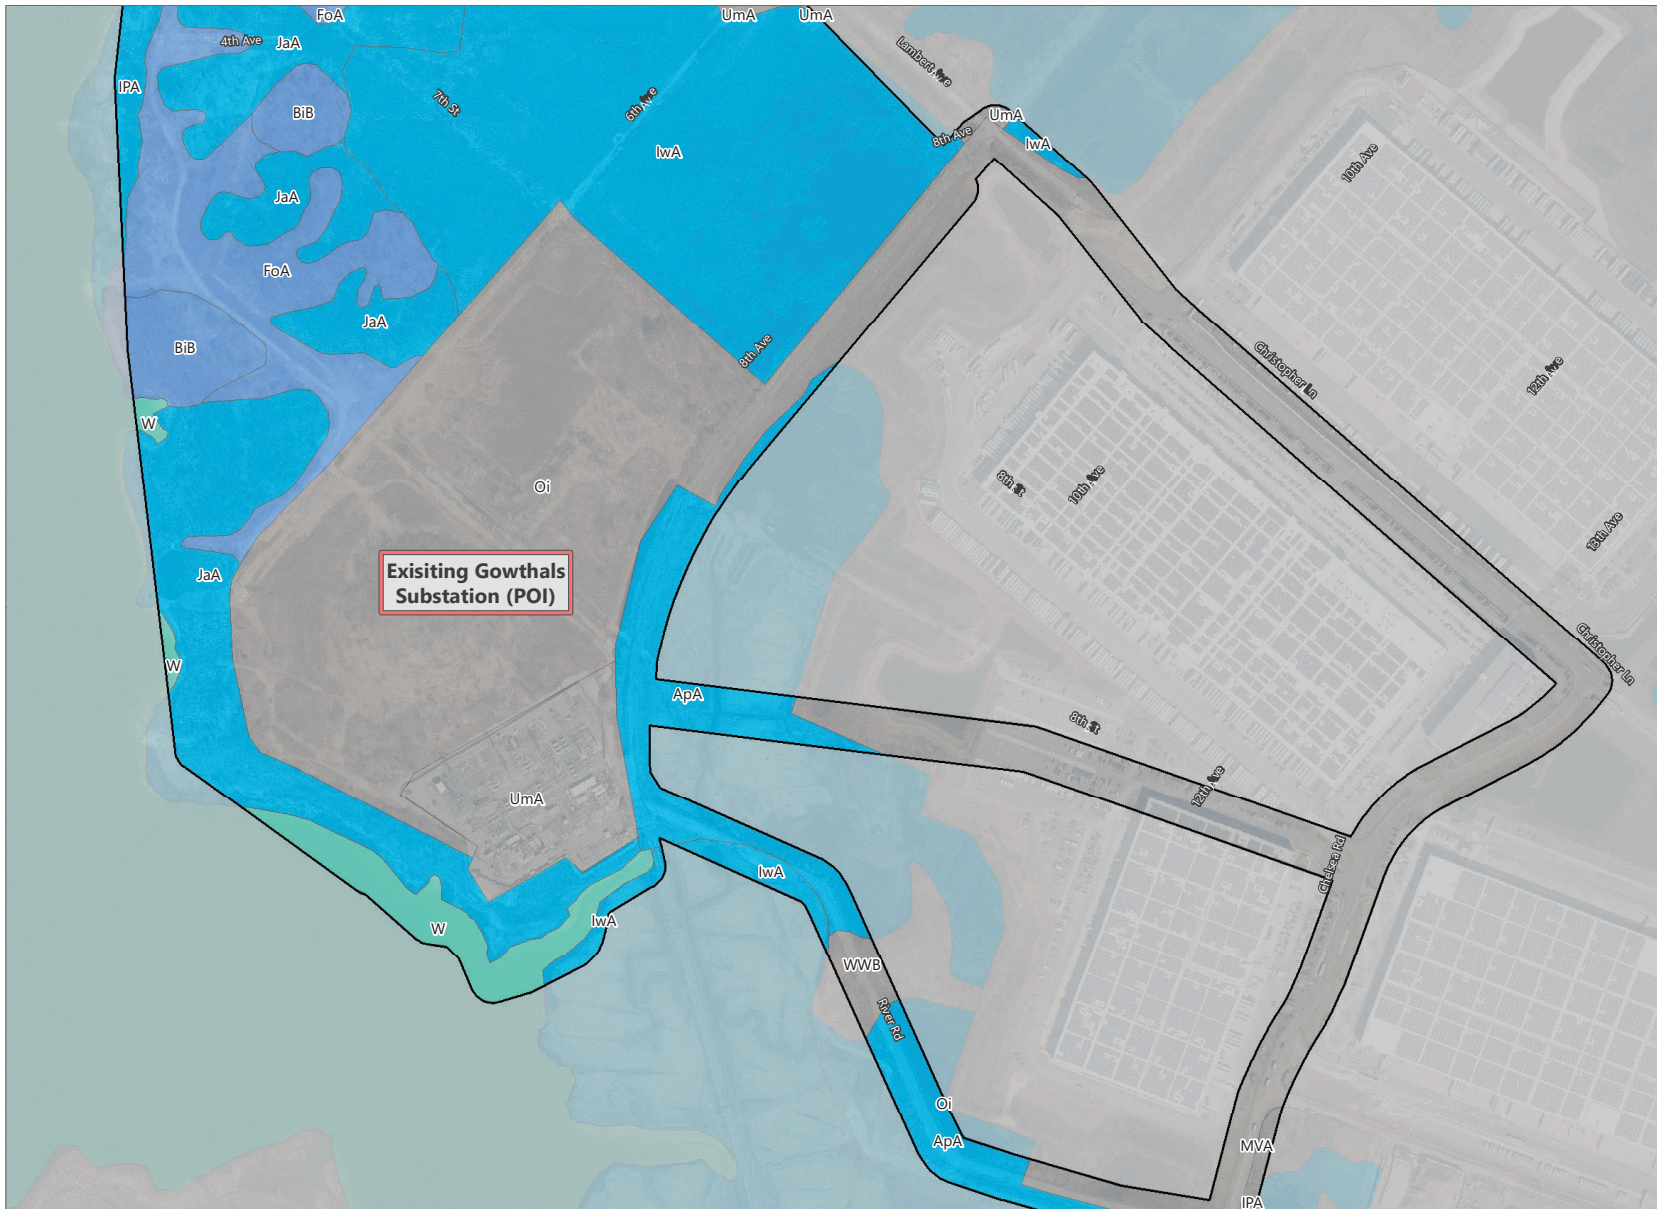 FoA
UmA
UmA
4th Ave
JaA
Lambert Ave
IPA
7th St
6th Ave
BiB
UmA
8th Ave
IwA
IwA
10th Ave
JaA
FoA
JaA
BiB
8th Ave
Christopher Ln
12th Ave
W
Oi
8th St
10th Ave
13th Ave
JaA
Exisiting Gowthals
Substation (POI)
W
Christopher Ln
ApA
8th St
UmA
12th Ave
Chelsea Rd
IwA
W
IwA
WWB
River Rd
Oi
ApA
MVA
IPA